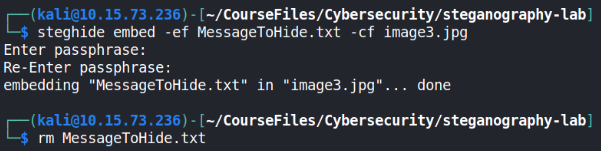 ┌──(kali@10.15.73.236)-[~/CourseFiles/Cybersecurity/steganography-lab]
└─$ steghide embed -ef MessageToHide.txt -cf image3.jpg
Enter passphrase:
Re-Enter passphrase:
embedding "MessageToHide.txt" in "image3.jpg"... done
┌──(kali@10.15.73.236)-[~/CourseFiles/Cybersecurity/steganography-lab]
└─$ rm MessageToHide.txt